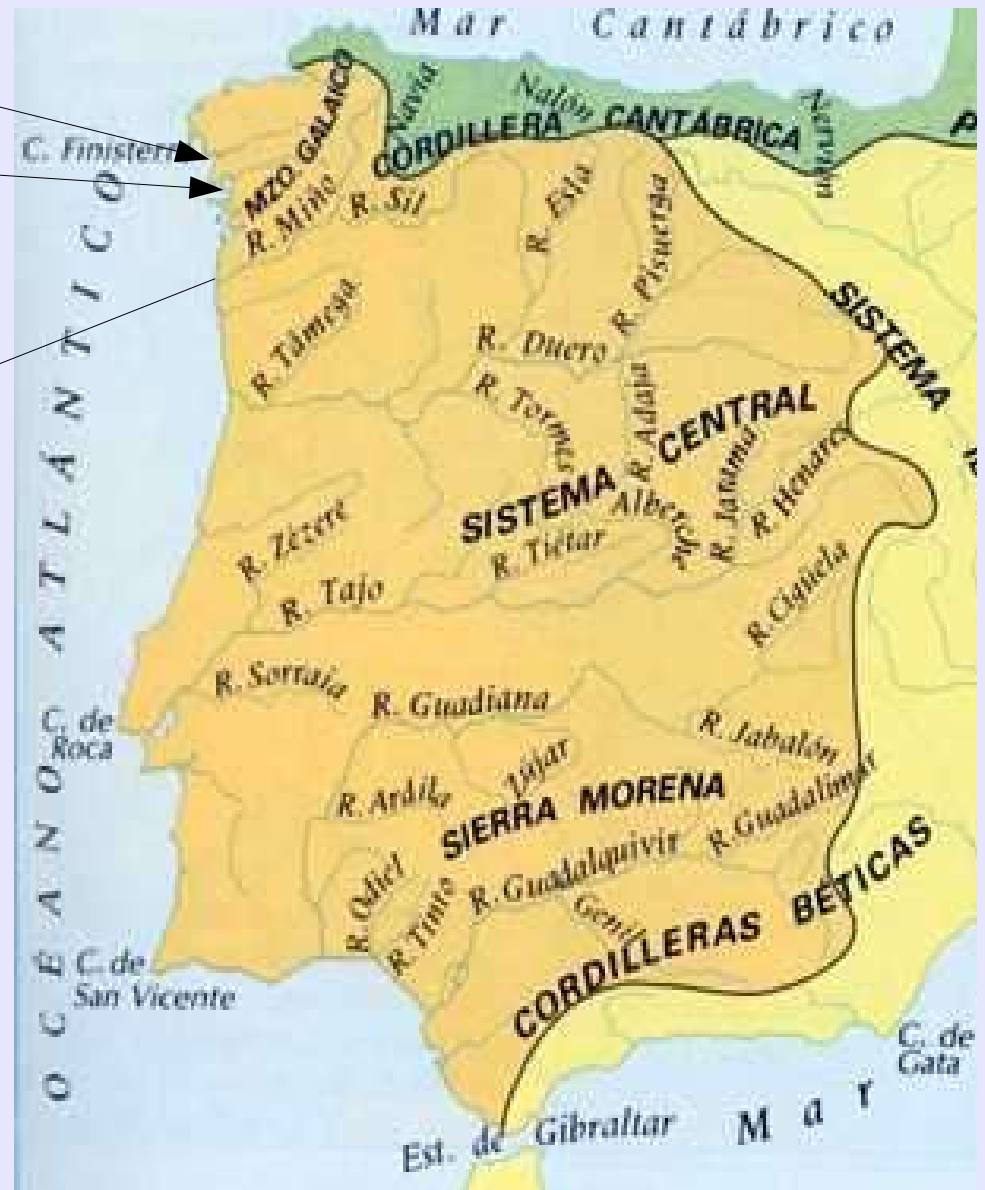 Mar Cantábrico
C. Finisterre
MZO GALAICO
Navia
Nalón
CORDILLERA CANTÁBRICA
Nervión
P
R. Miño
R. Sil
R. Esla
R. Pisuerga
SISTEMA
R. Támega
R. Duero
R. Tormes
R. Adaja
SISTEMA CENTRAL
Alberche
R. Jarama
R. Henares
R. Zézere
R. Tiétar
R. Tajo
R. Cigüela
R. Sorraia
R. Guadiana
C. de
Roca
R. Jabalón
R. Ardila
Zújar
SIERRA MORENA
R. Guadalimar
R. Guadalquivir
R. Odiel
R. Tinto
Genil
CORDILLERAS BÉTICAS
OCÉANO ATLÁNTICO
C. de
San Vicente
C. de
Gata
Est. de Gibraltar
Mar